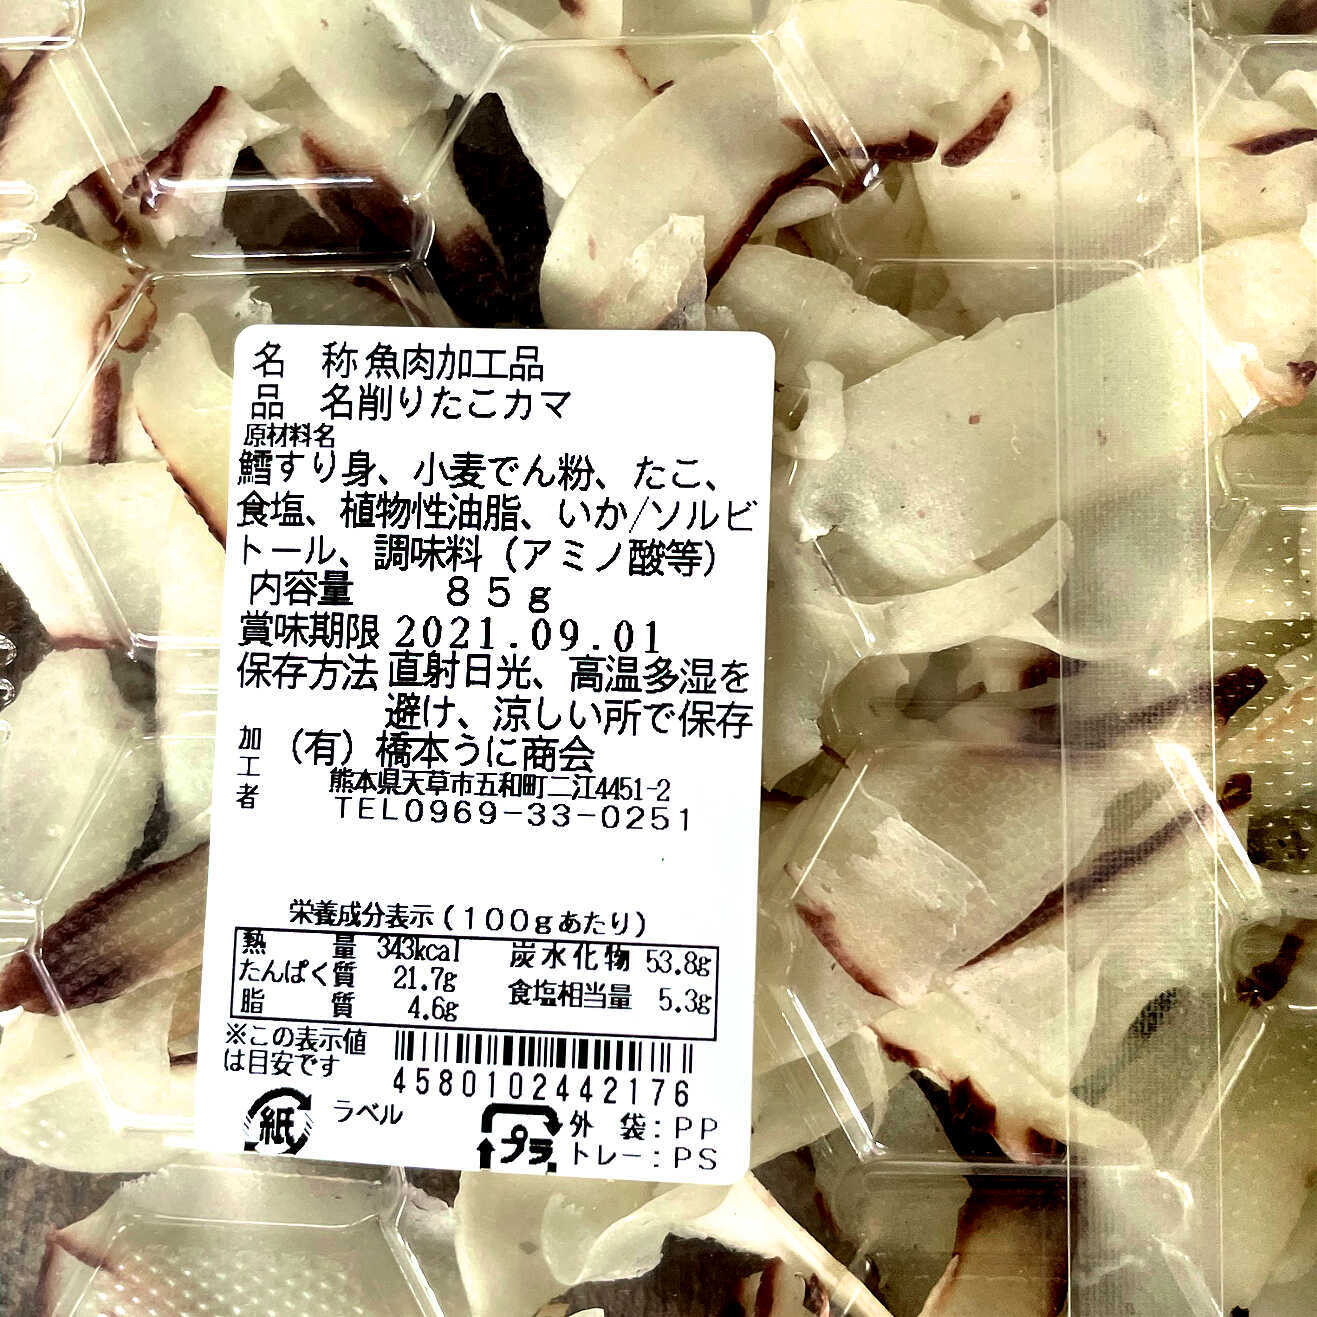 名　称 魚肉加工品
品　名 削りたこカマ
原材料名
鱈すり身、小麦でん粉、たこ、
食塩、植物性油脂、いか/ソルビ
トール、調味料（アミノ酸等）
内容量　８５ｇ
賞味期限 2021.09.01
保存方法 直射日光、高温多湿を
避け、涼しい所で保存
加工者 （有）橋本うに商会
熊本県天草市五和町二江4451-2
TEL0969-33-0251
栄養成分表示（１００ｇあたり）
熱　量 343kcal 炭水化物 53.8g
たんぱく質 21.7g 食塩相当量 5.3g
脂　質 4.6g
※この表示値
は目安です
4580102442176
紙 ラベル プラ 外　袋：PP
トレー：PS